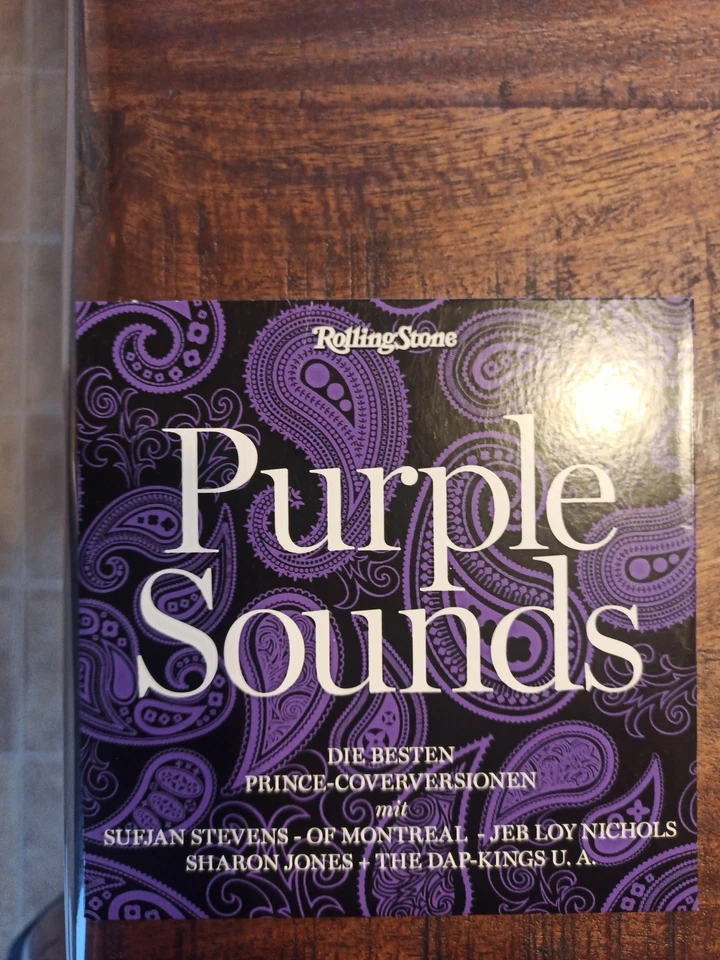 RollingStone
Purple
Sounds
DIE BESTEN
PRINCE-COVERVERSIONEN
mit
SUFJAN STEVENS - OF MONTREAL - JEB LOY NICHOLS
SHARON JONES + THE DAP-KINGS U. A.